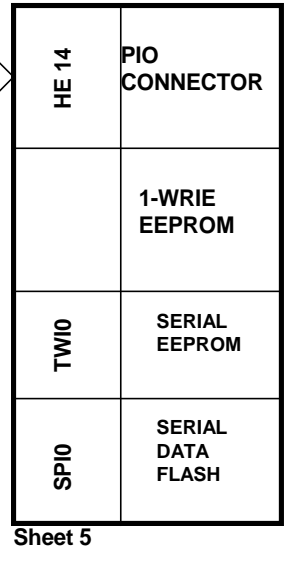 HE 14
PIO
CONNECTOR
1-WRIE
EEPROM
TWI0
SERIAL
EEPROM
SPI0
SERIAL
DATA
FLASH
Sheet 5